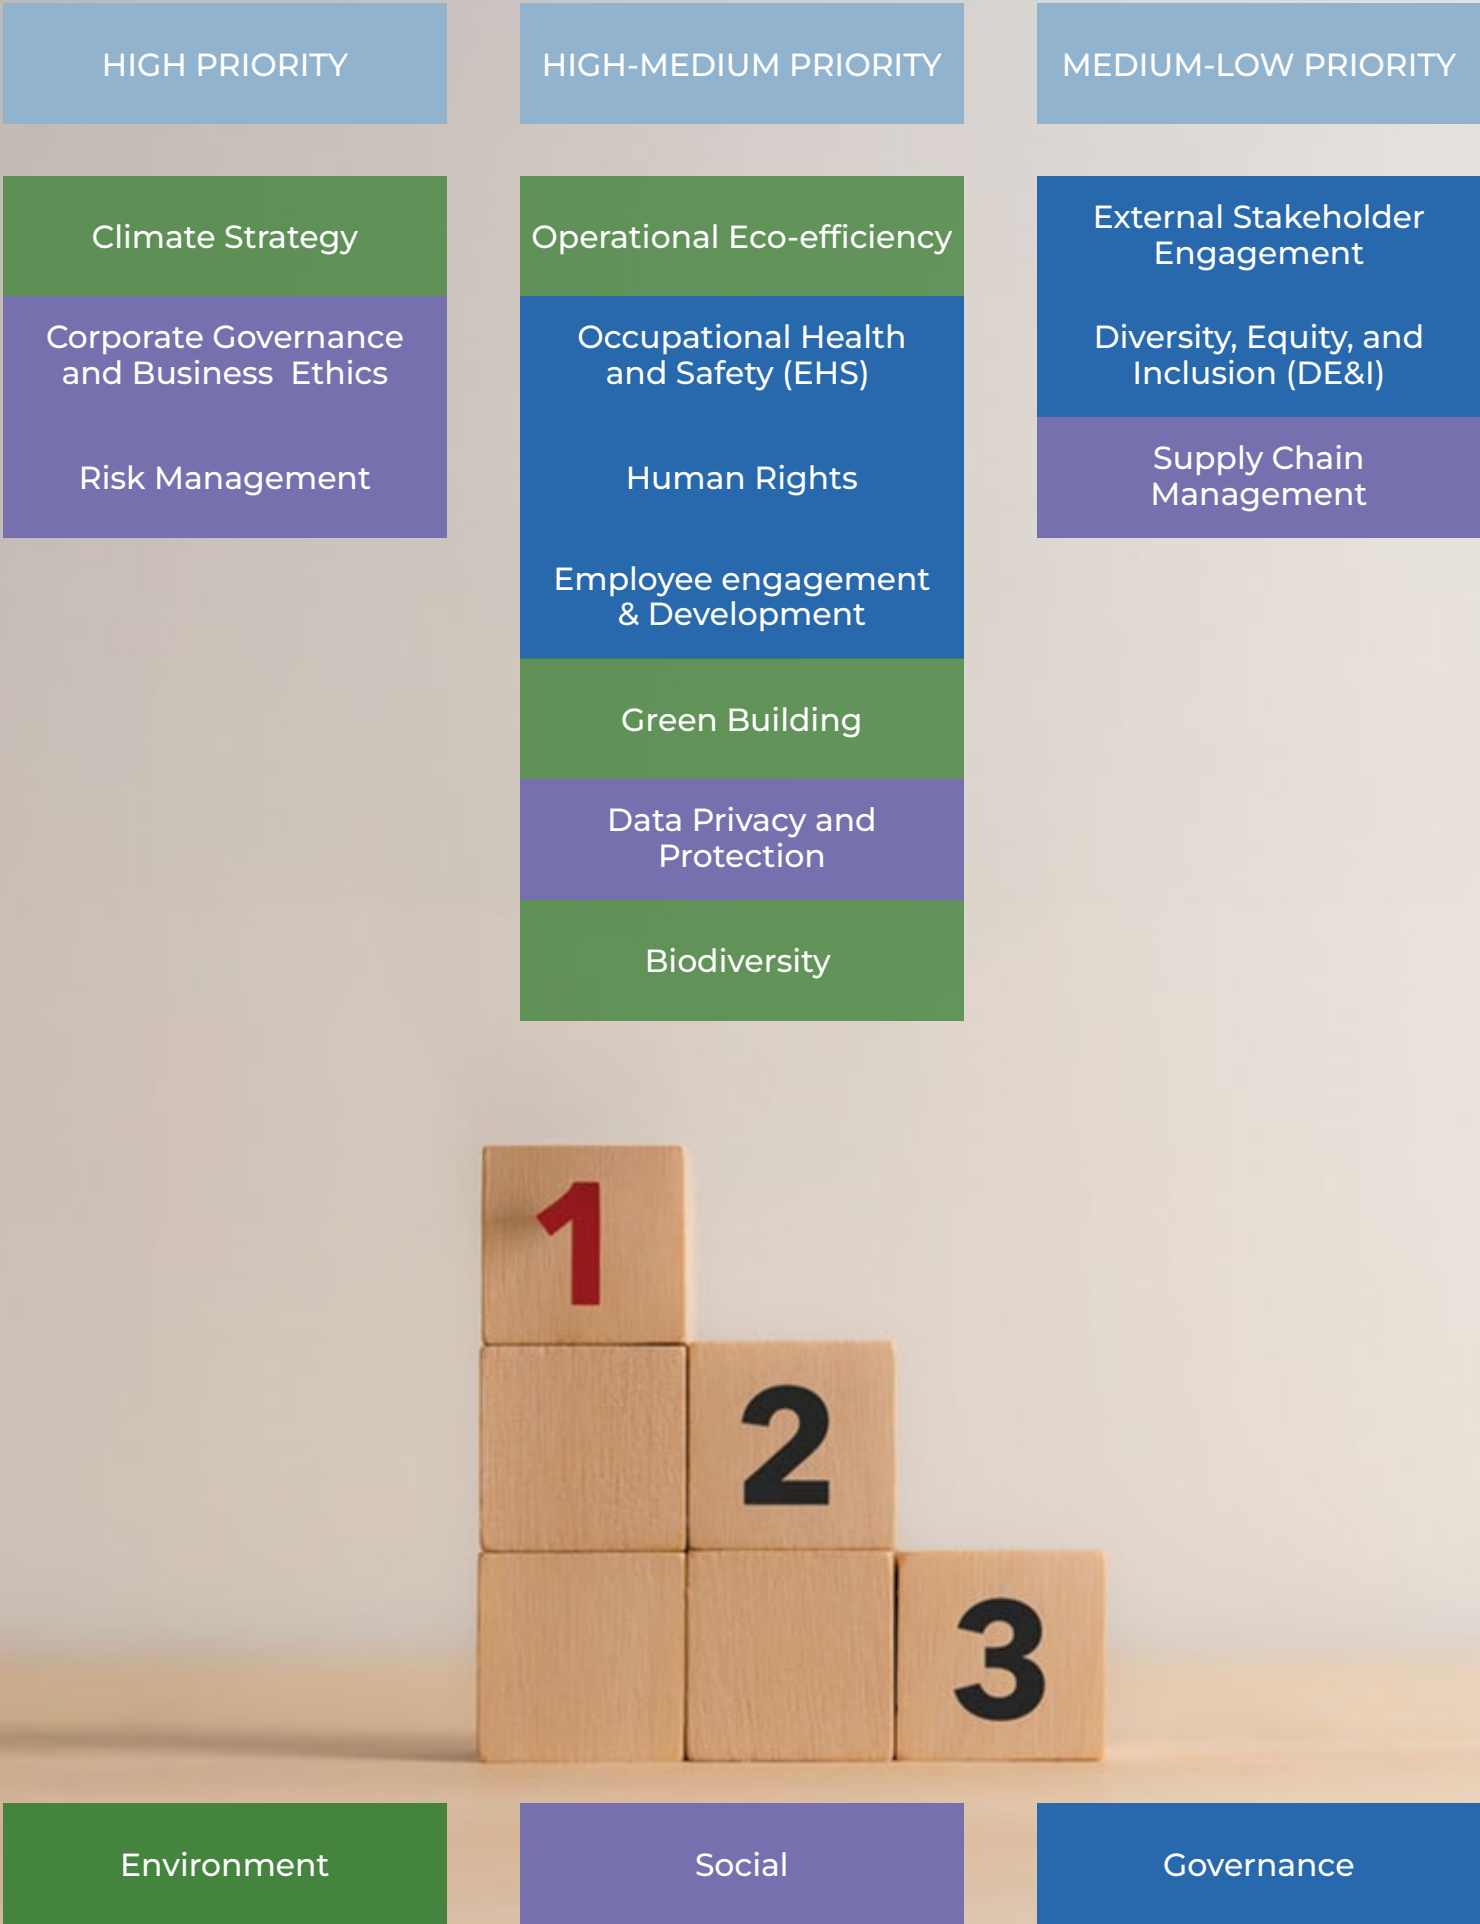 HIGH PRIORITY
Climate Strategy
Corporate Governance
and Business  Ethics
Risk Management
HIGH-MEDIUM PRIORITY
Operational Eco-efficiency
Occupational Health
and Safety (EHS)
Human Rights
Employee engagement
& Development
Green Building
Data Privacy and
Protection
Biodiversity
MEDIUM-LOW PRIORITY
External Stakeholder
Engagement
Diversity, Equity, and
Inclusion (DE&I)
Supply Chain
Management
1
2
3
Environment
Social
Governance